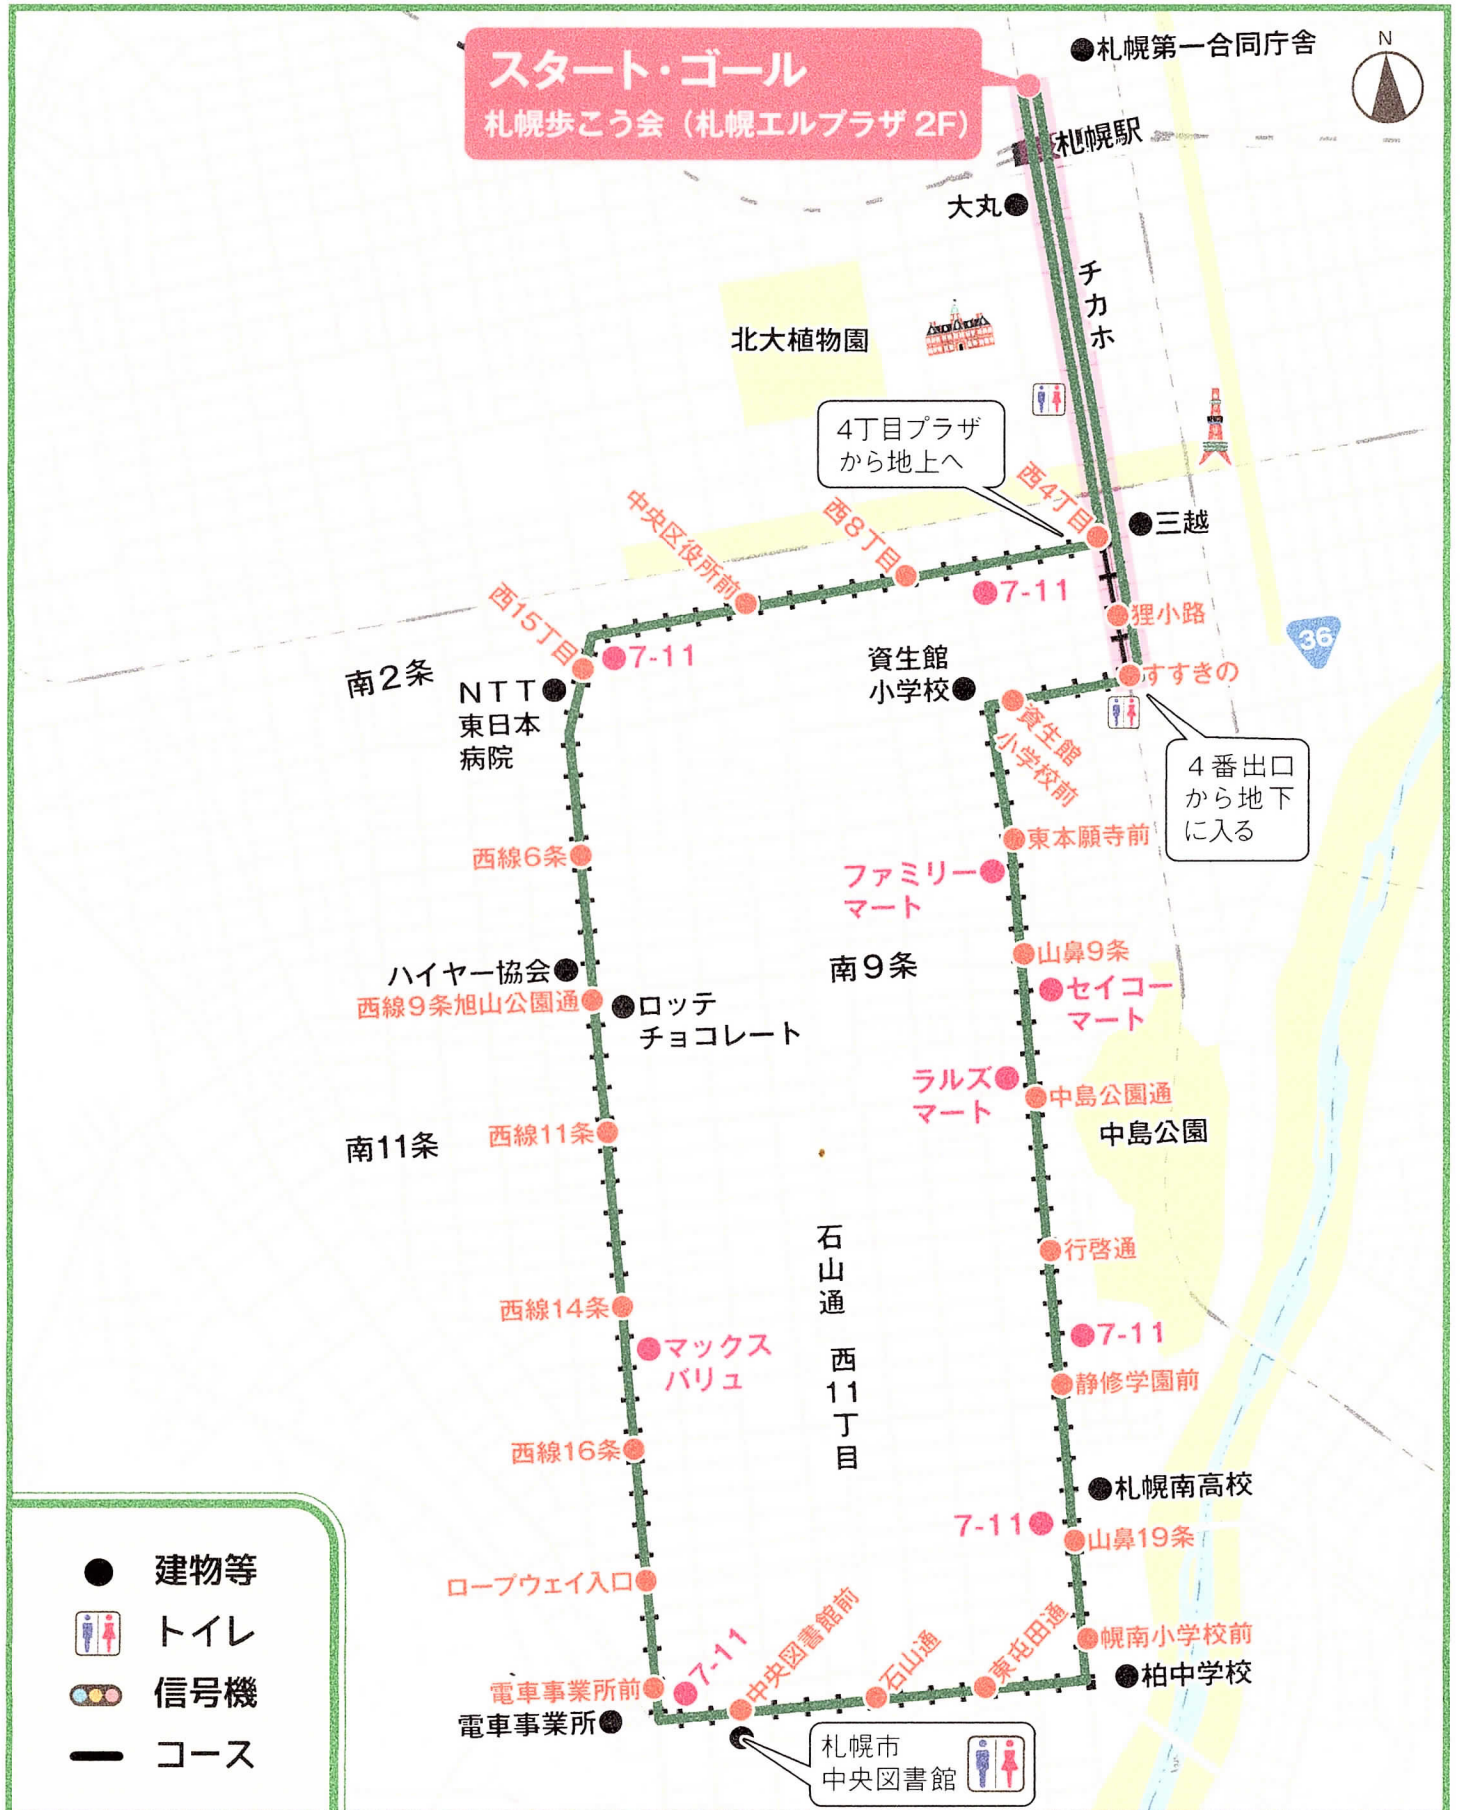 スタート・ゴール
札幌歩こう会（札幌エルプラザ 2F）
札幌第一合同庁舎
N
札幌駅
大丸
チカホ
北大植物園
4丁目プラザ
から地上へ
西4丁目
三越
西8丁目
中央区役所前
7-11
狸小路
36
西15丁目
7-11
すすきの
南2条
NTT
東日本
病院
資生館
小学校
資生館
小学校前
4番出口
から地下
に入る
東本願寺前
西線6条
ファミリー
マート
山鼻9条
南9条
ハイヤー協会
西線9条旭山公園通
ロッテ
チョコレート
セイコー
マート
ラルズ
マート
中島公園通
中島公園
南11条
西線11条
石山通 西11丁目
行啓通
西線14条
マックス
バリュ
7-11
静修学園前
西線16条
札幌南高校
7-11
山鼻19条
ロープウェイ入口
幌南小学校前
柏中学校
東屯田通
石山通
中央図書館前
7-11
電車事業所前
電車事業所
札幌市
中央図書館
建物等
トイレ
信号機
コース